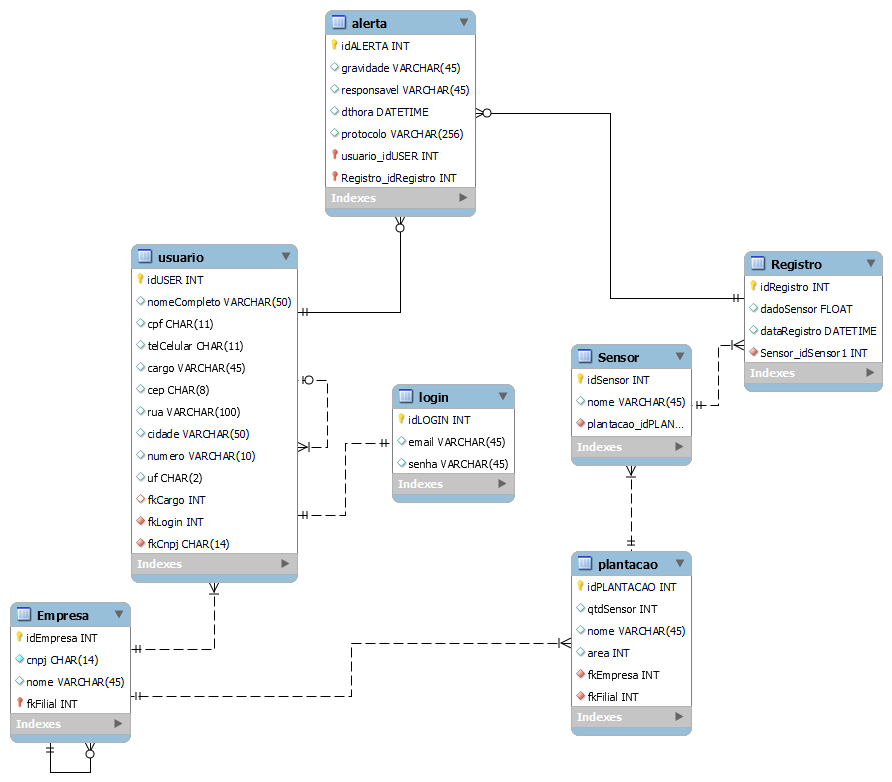 alerta
idALERTA INT
gravidade VARCHAR(45)
responsavel VARCHAR(45)
dthora DATETIME
protocolo VARCHAR(256)
usuario_idUSER INT
Registro_idRegistro INT
Indexes
usuario
idUSER INT
nomeCompleto VARCHAR(50)
cpf CHAR(11)
telCelular CHAR(11)
cargo VARCHAR(45)
cep CHAR(8)
rua VARCHAR(100)
cidade VARCHAR(50)
numero VARCHAR(10)
uf CHAR(2)
fkCargo INT
fkLogin INT
fkCnpj CHAR(14)
Indexes
Registro
idRegistro INT
dadoSensor FLOAT
dataRegistro DATETIME
Sensor_idSensor1 INT
Indexes
Sensor
idSensor INT
nome VARCHAR(45)
plantacao_idPLAN...
Indexes
login
idLOGIN INT
email VARCHAR(45)
senha VARCHAR(45)
Indexes
plantacao
idPLANTACAO INT
qtdSensor INT
nome VARCHAR(45)
area INT
fkEmpresa INT
fkFilial INT
Indexes
Empresa
idEmpresa INT
cnpj CHAR(14)
nome VARCHAR(45)
fkFilial INT
Indexes